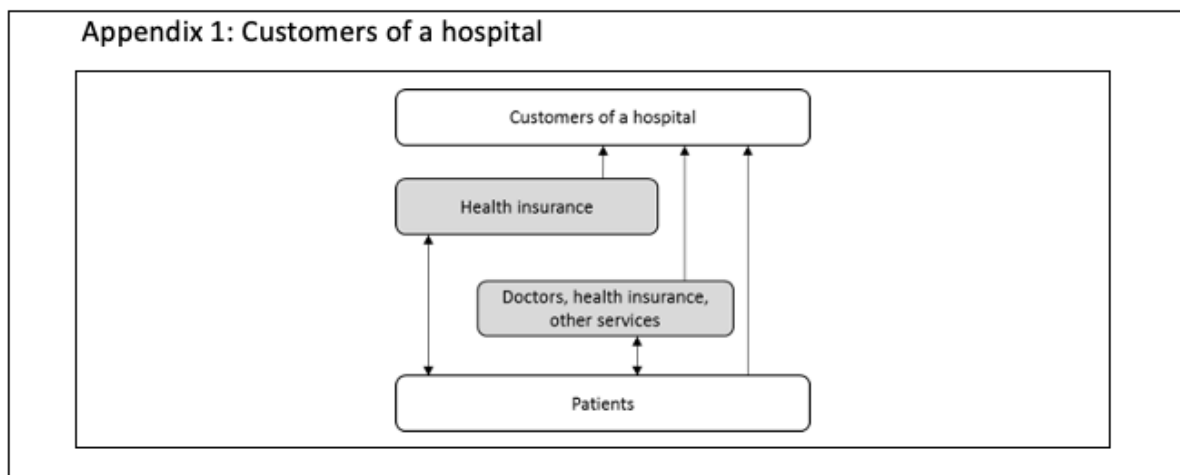 Appendix 1: Customers of a hospital
Customers of a hospital
Health insurance
Doctors, health insurance,
other services
Patients